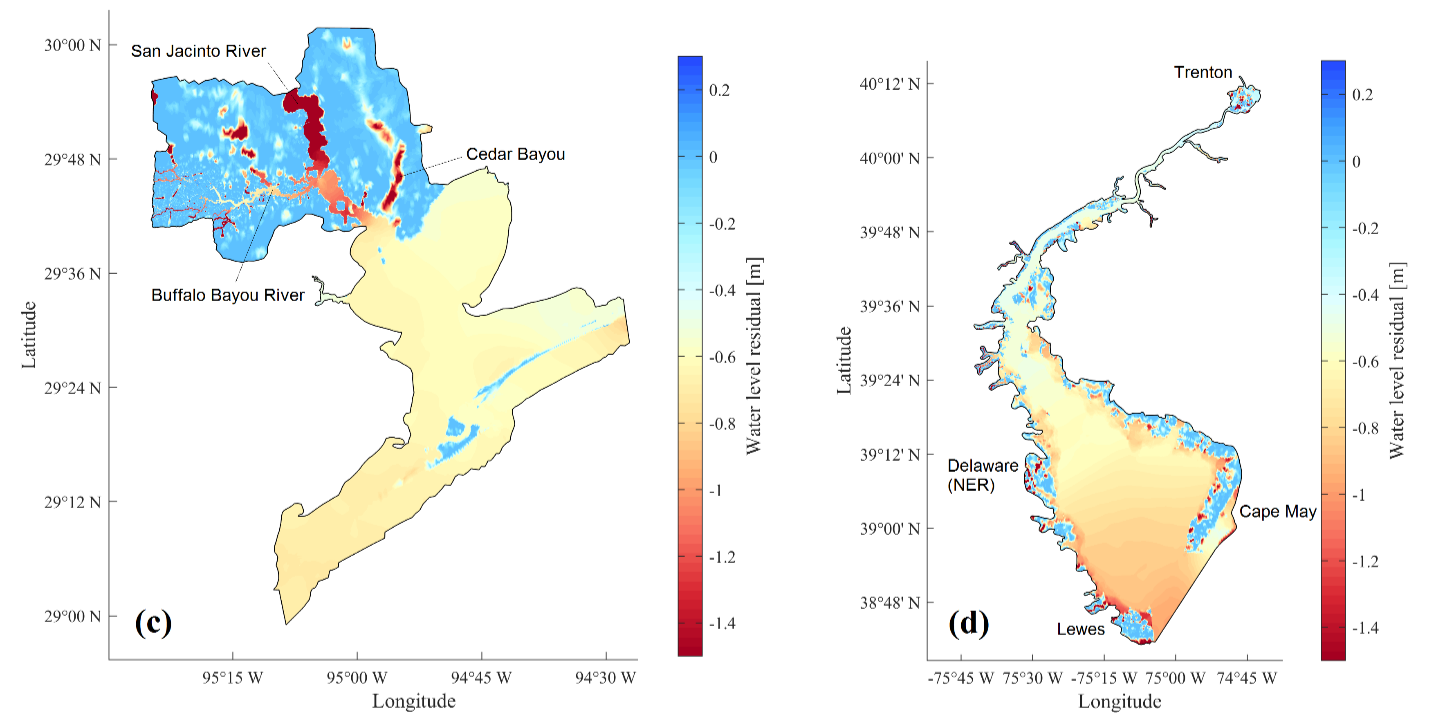 San Jacinto River
Cedar Bayou
Buffalo Bayou River
30°00 N
29°48 N
29°36 N
29°24 N
29°12 N
29°00 N
Latitude
95°15 W 95°00 W 94°45 W 94°30 W
Longitude
(c)
0.2
0
-0.2
-0.4
-0.6
-0.8
-1
-1.2
-1.4
Water level residual [m]
Trenton
Delaware
(NER)
Cape May
Lewes
40°12' N
40°00' N
39°48' N
39°36' N
39°24' N
39°12' N
39°00' N
38°48' N
Latitude
-75°45 W 75°30 W -75°15 W 75°00 W 74°45 W
Longitude
(d)
0.2
0
-0.2
-0.4
-0.6
-0.8
-1
-1.2
-1.4
Water level residual [m]